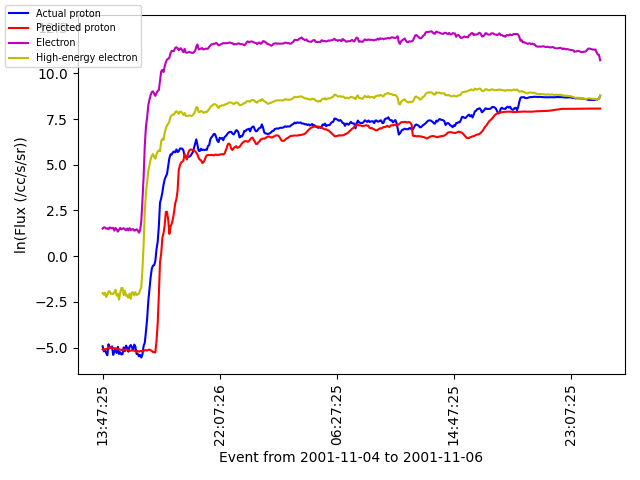 Actual proton
Predicted proton
Electron
High-energy electron
10.0
7.5
5.0
2.5
0.0
−2.5
−5.0
ln(Flux (/cc/s/sr))
13:47:25
22:07:26
06:27:25
14:47:25
23:07:25
Event from 2001-11-04 to 2001-11-06